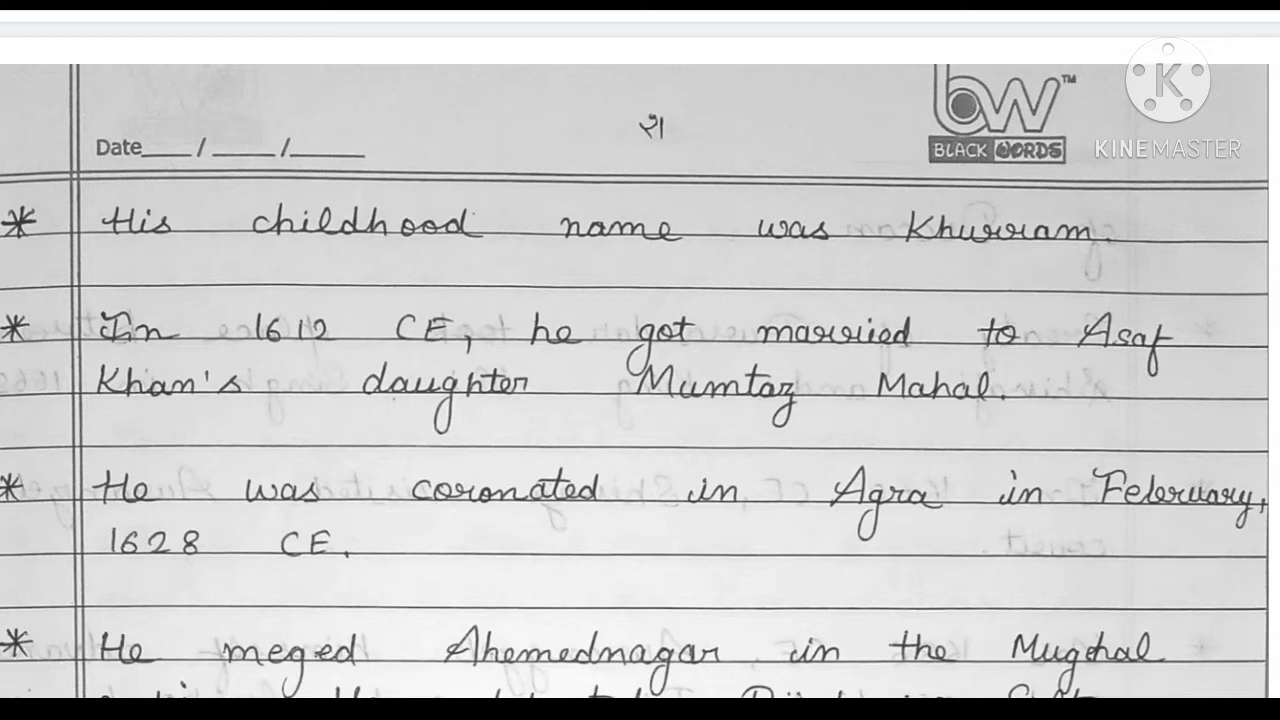 bw™
BLACK WORDS
KINEMASTER
Date___/____/_____
श
* His childhood name was Khurram.
* In 1612 CE, he got married to Asaf
Khan's daughter Mumtaz Mahal.
* He was coronated in Agra in February,
1628 CE.
* He meged Ahemednagar in the Mughal